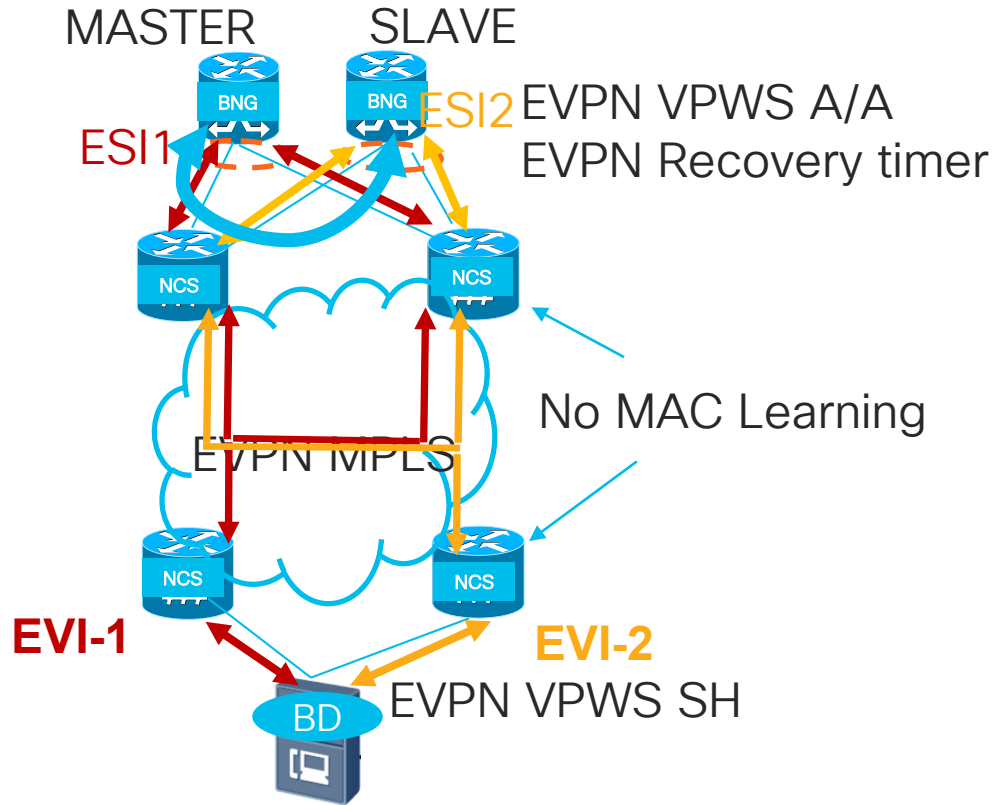 MASTER
SLAVE
BNG
BNG
ESI1
ESI2
EVPN VPWS A/A
EVPN Recovery timer
NCS
NCS
No MAC Learning
EVPN MPLS
NCS
NCS
EVI-1
EVI-2
EVPN VPWS SH
BD